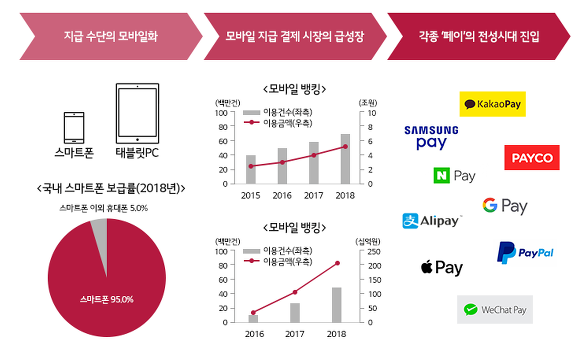 지급 수단의 모바일화
모바일 지급 결제 시장의 급성장
각종 '페이'의 전성시대 진입
스마트폰
태블릿PC
<국내 스마트폰 보급률(2018년)>
스마트폰 이외 휴대폰 5.0%
스마트폰 95.0%
<모바일 뱅킹>
(백만건)
(조원)
이용건수(좌측)
이용금액(우측)
100
80
60
40
20
0
10
8
6
4
2
0
2015 2016 2017 2018
<모바일 뱅킹>
(백만건)
(십억원)
이용건수(좌측)
이용금액(우측)
100
80
60
40
20
0
250
200
150
100
50
0
2016 2017 2018
KakaoPay
SAMSUNG
pay
PAYCO
N Pay
G Pay
支 Alipay
PayPal
Pay
WeChat Pay